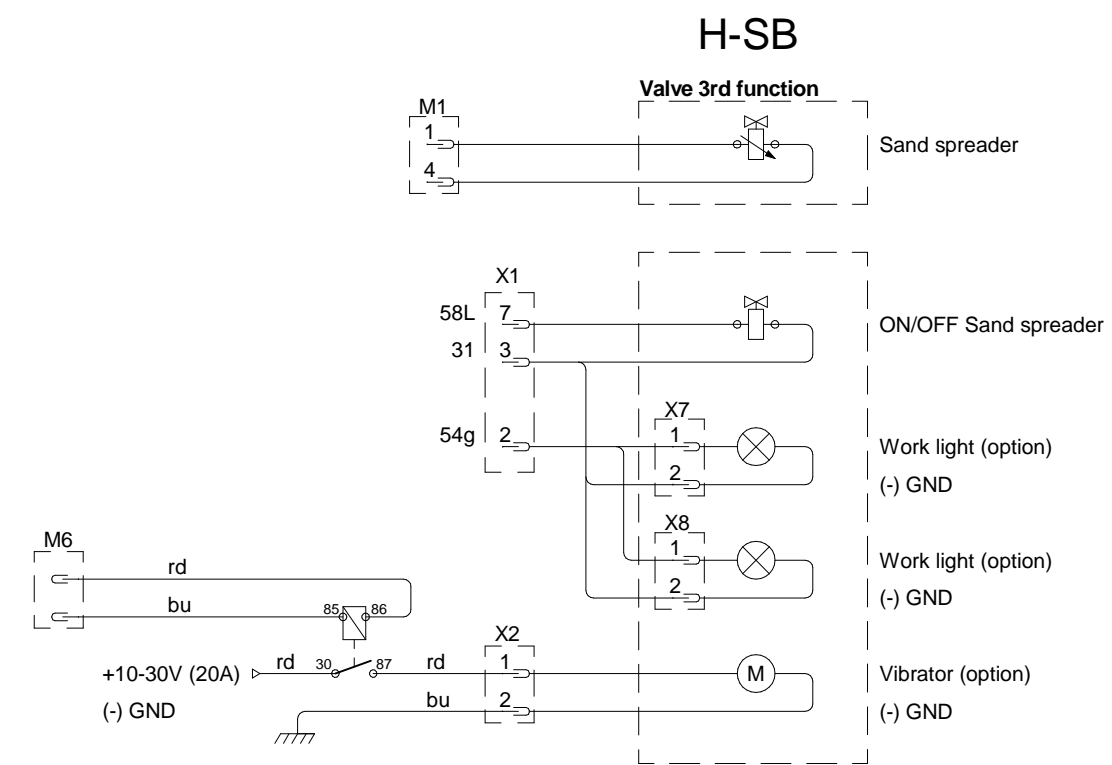 H-SB
Valve 3rd function
M1
1
Sand spreader
4
X1
58L 7
ON/OFF Sand spreader
31 3
X7
54g 2
1
Work light (option)
2
(-) GND
X8
M6
1
Work light (option)
rd
2
(-) GND
bu
85 86
X2
+10-30V (20A)
rd 30 87 rd
1
M
Vibrator (option)
(-) GND
bu
2
(-) GND